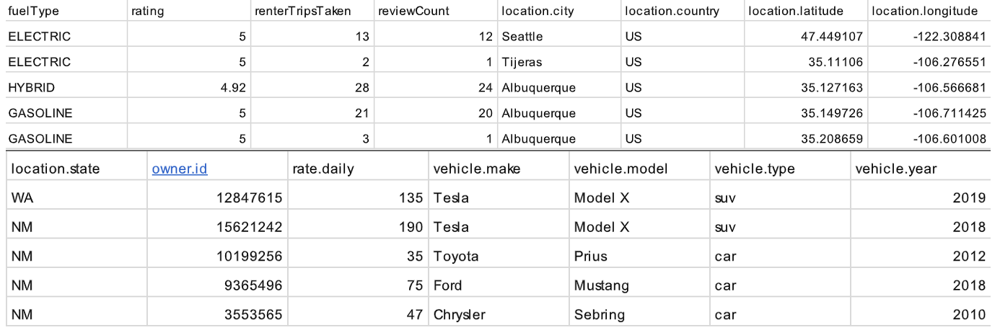 fuelType rating renterTripsTaken reviewCount location.city location.country location.latitude location.longitude
ELECTRIC 5 13 12 Seattle US 47.449107 -122.308841
ELECTRIC 5 2 1 Tijeras US 35.11106 -106.276551
HYBRID 4.92 28 24 Albuquerque US 35.127163 -106.566681
GASOLINE 5 21 20 Albuquerque US 35.149726 -106.711425
GASOLINE 5 3 1 Albuquerque US 35.208659 -106.601008
location.state owner.id rate.daily vehicle.make vehicle.model vehicle.type vehicle.year
WA 12847615 135 Tesla Model X suv 2019
NM 15621242 190 Tesla Model X suv 2018
NM 10199256 35 Toyota Prius car 2012
NM 9365496 75 Ford Mustang car 2018
NM 3553565 47 Chrysler Sebring car 2010